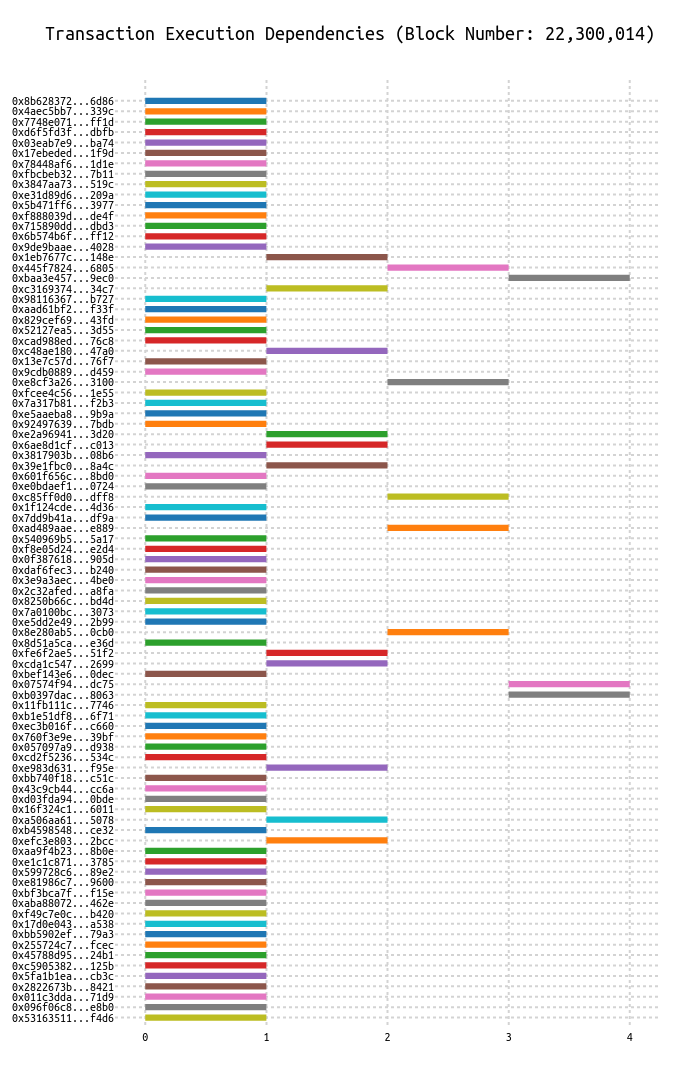 Transaction Execution Dependencies (Block Number: 22,300,014)
0x8b628372...6d86
0x4aec5bb7...339c
0x7748e071...ff1d
0xd6f5fd3f...dbfb
0x03eab7e9...ba74
0x17ebeded...1f9d
0x78448af6...1d1e
0xfbcbeb32...7b11
0x3847aa73...519c
0xe31d89d6...209a
0x5b471ff6...3977
0xf888039d...de4f
0x715890dd...dbd3
0x6b574b6f...ff12
0x9de9baae...4028
0x1eb7677c...148e
0x445f7824...6805
0xbaa3e457...9ec0
0xc3169374...34c7
0x98116367...b727
0xaad61bf2...f33f
0x829cef69...43fd
0x52127ea5...3d55
0xcad988ed...76c8
0xc48ae180...47a0
0x13e7c57d...76f7
0x9cdb0889...d459
0xe8cf3a26...3100
0xfcee4c56...1e55
0x7a317b81...f2b3
0xe5aaeba8...9b9a
0x92497639...7bdb
0xe2a96941...3d20
0x6ae8d1cf...c013
0x3817903b...08b6
0x39e1fbc0...8a4c
0x601f656c...8bd0
0xe0bdaef1...0724
0xc85ff0d0...dff8
0x1f124cde...4d36
0x7dd9b41a...df9a
0xad489aae...e889
0x540969b5...5a17
0xf8e05d24...e2d4
0x0f387618...905d
0xdaf6fec3...b240
0x3e9a3aec...4be0
0x2c32afed...a8fa
0x8250b66c...bd4d
0x7a0100bc...3073
0xe5dd2e49...2b99
0x8e280ab5...0cb0
0x8d51a5ca...e36d
0xfe6f2ae5...51f2
0xcda1c547...2699
0xbef143e6...0dec
0x07574f94...dc75
0xb0397dac...8063
0x11fb111c...7746
0xb1e51df8...6f71
0xec3b016f...c660
0x760f3e9e...39bf
0x057097a9...d938
0xcd2f5236...534c
0xe983d631...f95e
0xbb740f18...c51c
0x43c9cb44...cc6a
0xd03fda94...0bde
0x16f324c1...6011
0xa506aa61...5078
0xb4598548...ce32
0xefc3e803...2bcc
0xaa9f4b23...8b0e
0xe1c1c871...3785
0x599728c6...89e2
0xe81986c7...9600
0xbf3bca7f...f15e
0xaba88072...462e
0xf49c7e0c...b420
0x17d0e043...a538
0xbb5902ef...79a3
0x255724c7...fcec
0x45788d95...24b1
0xc5905382...125b
0x5fa1b1ea...cb3c
0x2822673b...8421
0x011c3dda...71d9
0x096f06c8...e8b0
0x53163511...f4d6
0 1 2 3 4